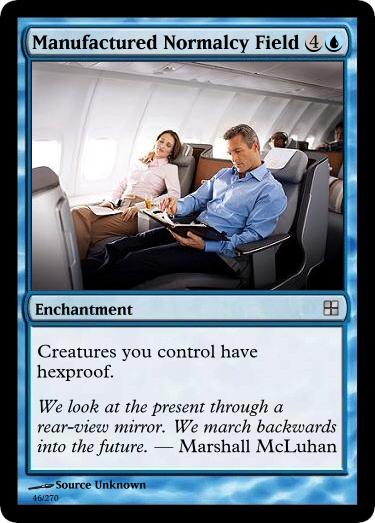 Manufactured Normalcy Field 4
Enchantment
Creatures you control have
hexproof.
We look at the present through a
rear-view mirror. We march backwards
into the future. — Marshall McLuhan
Source Unknown
46/270